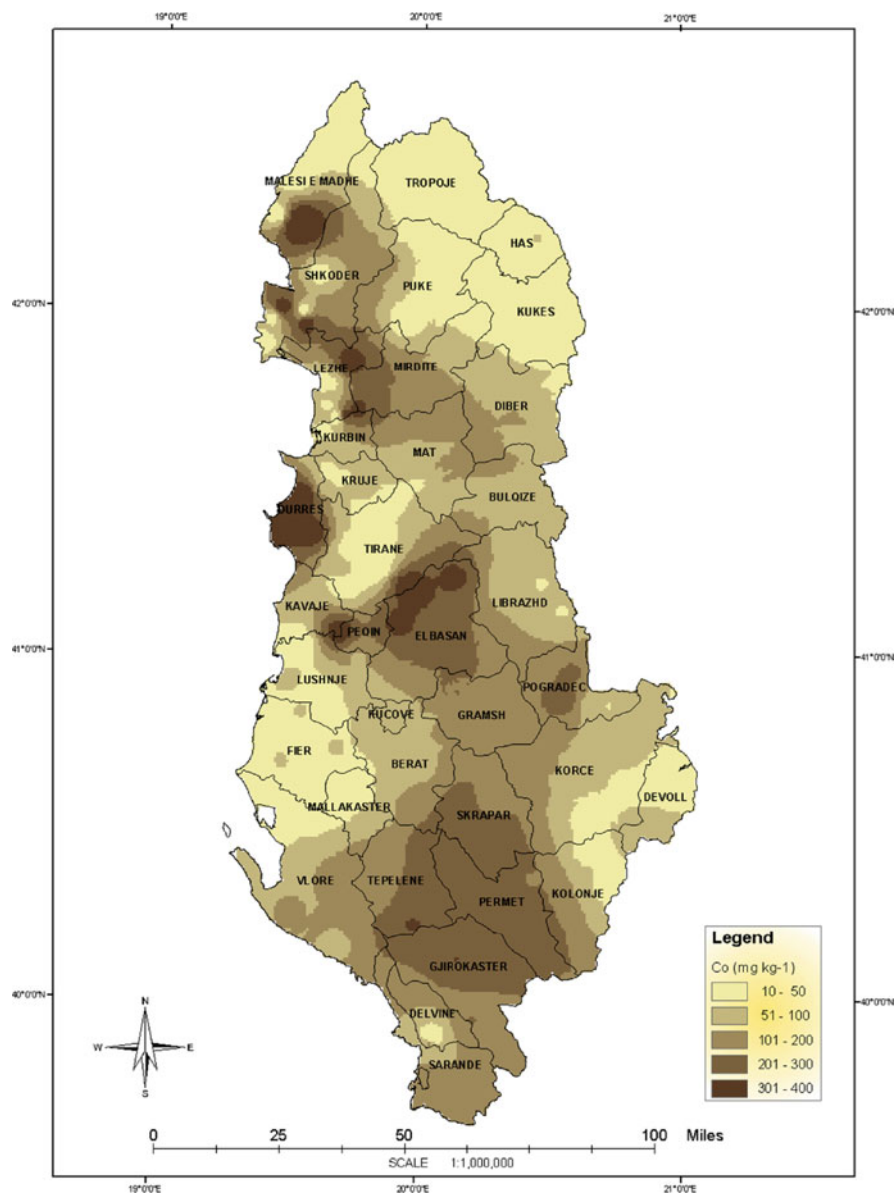 19°0'0"E 20°0'0"E 21°0'0"E
MALESI E MADHE
TROPOJE
HAS
SHKODER
PUKE
KUKES
42°0'0"N 42°0'0"N
LEZHE
MIRDITE
DIBER
KURBIN
MAT
KRUJE
BULQIZE
DURRES
TIRANE
LIBRAZHD
KAVAJE
PEQIN
ELBASAN
41°0'0"N 41°0'0"N
LUSHNJE
POGRADEC
KUCOVE
GRAMSH
FIER
BERAT
KORCE
DEVOLL
MALLAKASTER
SKRAPAR
VLORE
TEPELENE
PERMET
KOLONJE
GJIROKASTER
DELVINE
SARANDE
40°0'0"N 40°0'0"N
Legend
Co (mg kg-1)
10 - 50
51 - 100
101 - 200
201 - 300
301 - 400
N
W E
S
0 25 50 100 Miles
SCALE 1:1,000,000
19°0'0"E 20°0'0"E 21°0'0"E